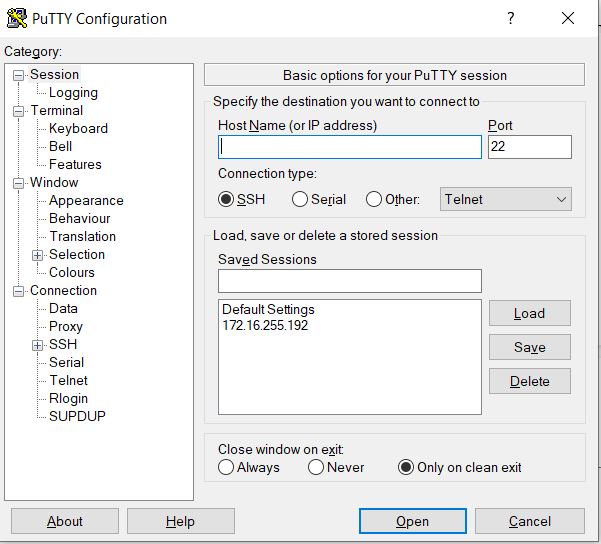 PuTTY Configuration
?
Category:
Session
Logging
Terminal
Keyboard
Bell
Features
Window
Appearance
Behaviour
Translation
Selection
Colours
Connection
Data
Proxy
SSH
Serial
Telnet
Rlogin
SUPDUP
Basic options for your PuTTY session
Specify the destination you want to connect to
Host Name (or IP address) Port
22
Connection type:
SSH Serial Other: Telnet
Load, save or delete a stored session
Saved Sessions
Default Settings
172.16.255.192
Load
Save
Delete
Close window on exit:
Always Never Only on clean exit
About Help Open Cancel